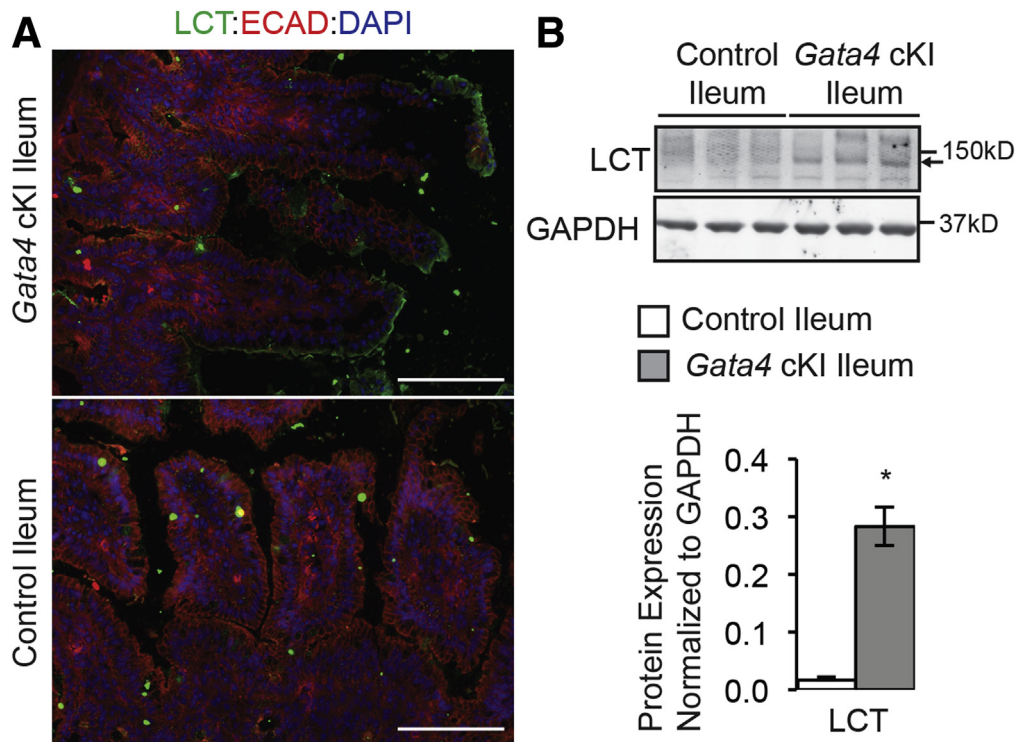 A
LCT:ECAD:DAPI
Gata4 cKI Ileum
Control Ileum
B
Control Gata4 cKI
Ileum Ileum
LCT
150kD
GAPDH
37kD
Control Ileum
Gata4 cKI Ileum
Protein Expression
Normalized to GAPDH
0.4
*
0.3
0.2
0.1
0.0
LCT